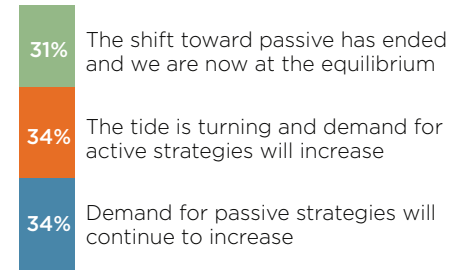 31%
The shift toward passive has ended
and we are now at the equilibrium
34%
The tide is turning and demand for
active strategies will increase
34%
Demand for passive strategies will
continue to increase